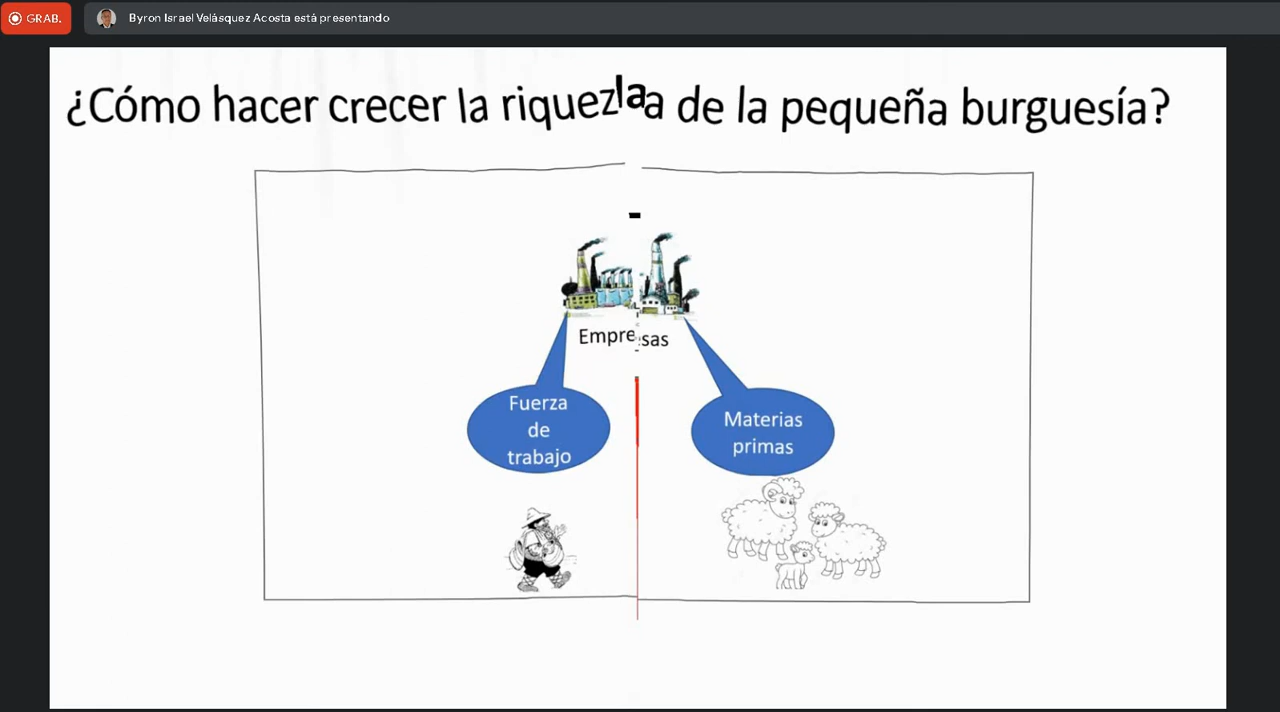 GRAB.
Byron Israel Velásquez Acosta está presentando
¿Cómo hacer crecer la riquezlaa de la pequeña burguesía?
Empresas
Fuerza
de
trabajo
Materias
primas